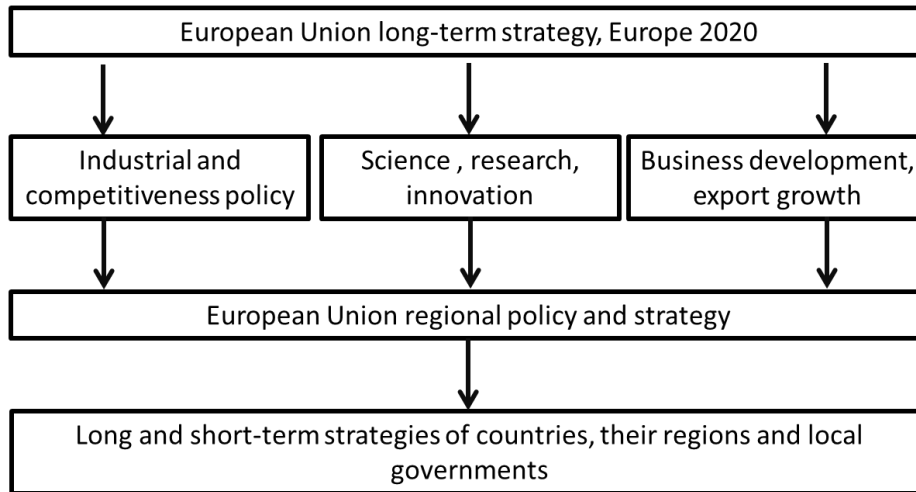 European Union long-term strategy, Europe 2020
Industrial and
competitiveness policy
Science , research,
innovation
Business development,
export growth
European Union regional policy and strategy
Long and short-term strategies of countries, their regions and local
governments